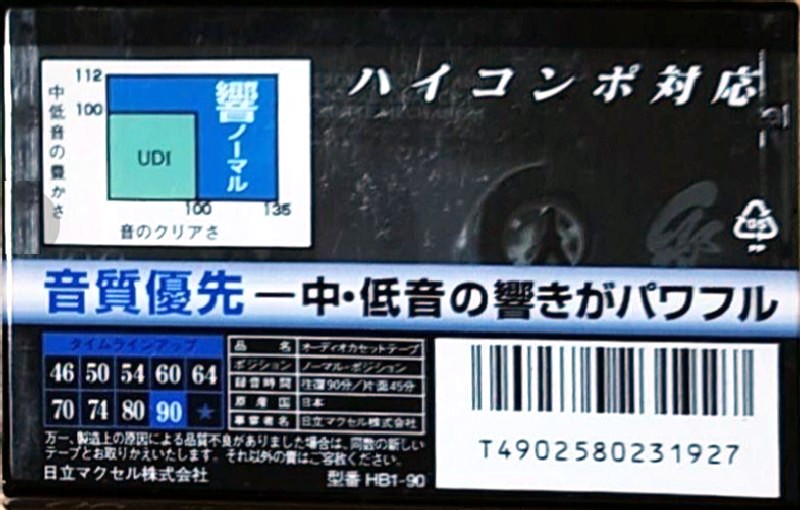 ハイコンポ対応
112
100
中低音の豊かさ
響
ノーマル
UDI
100 135
音のクリアさ
音質優先ー中・低音の響きがパワフル
タイムラインアップ
46 50 54 60 64
70 74 80 90 ★
品名 オーディオカセットテープ
ポジション ノーマル・ポジション
録音時間 往復90分/片面45分
原産国 日本
事業者名 日立マクセル株式会社
万一、製造上の原因による品質不良がありました場合は、同数の新しい
テープとお取りかえいたします。それ以外の責はご容赦ください。
日立マクセル株式会社 型番 HB1-90
T4902580231927